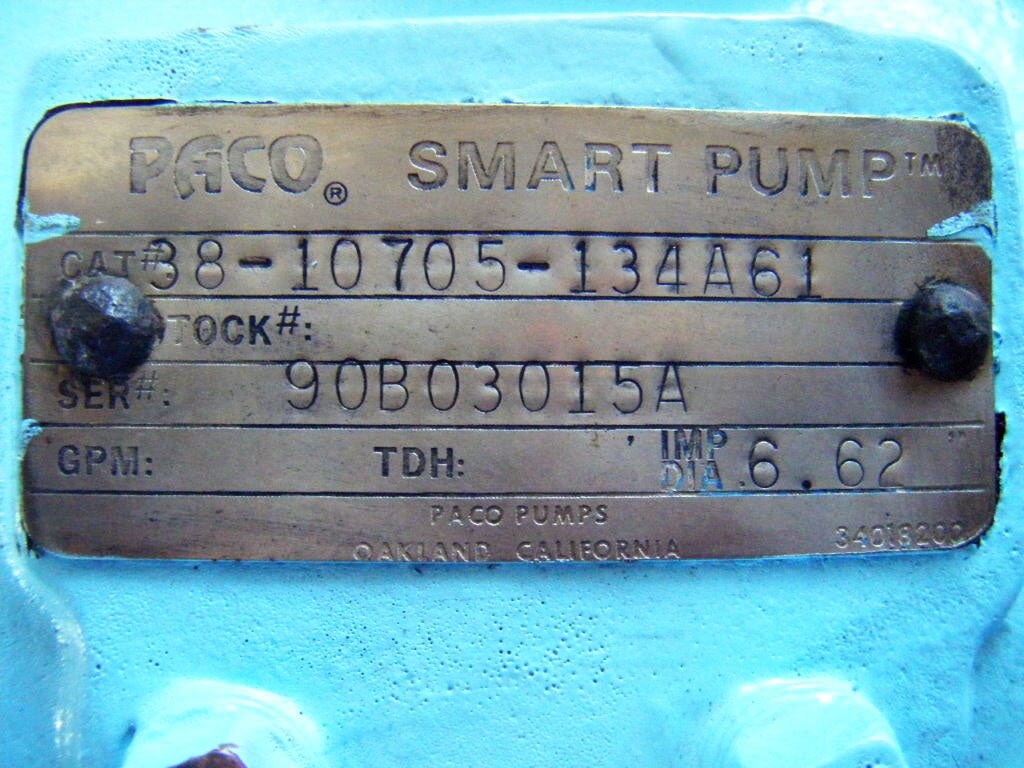 PACO® SMART PUMP™
CAT# 38-10705-134A61
TOCK#:
SER#: 90B03015A
GPM: TDH: IMP DIA. 6.62"
PACO PUMPS
OAKLAND CALIFORNIA 34018200